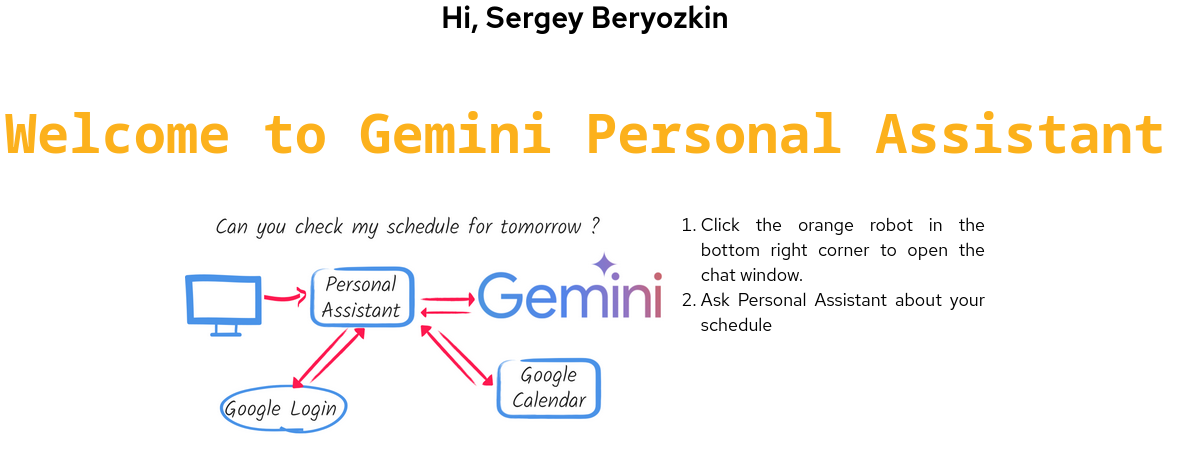 Hi, Sergey Beryozkin
Welcome to Gemini Personal Assistant
Can you check my schedule for tomorrow ?
Personal
Assistant
Gemini
Google Login
Google
Calendar
1. Click the orange robot in the
bottom right corner to open the
chat window.
2. Ask Personal Assistant about your
schedule